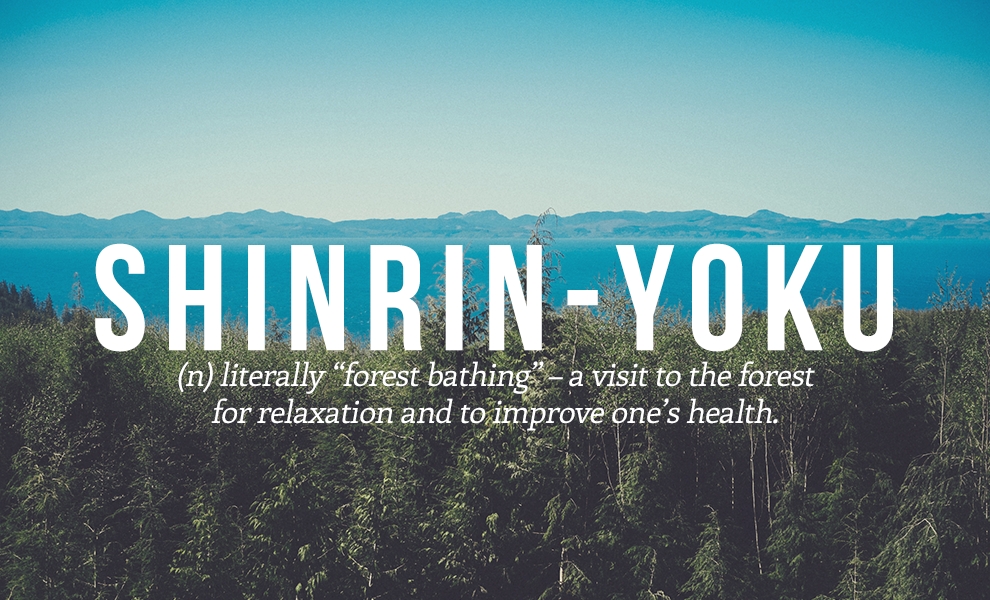 SHINRIN-YOKU
(n) literally “forest bathing” – a visit to the forest
for relaxation and to improve one’s health.